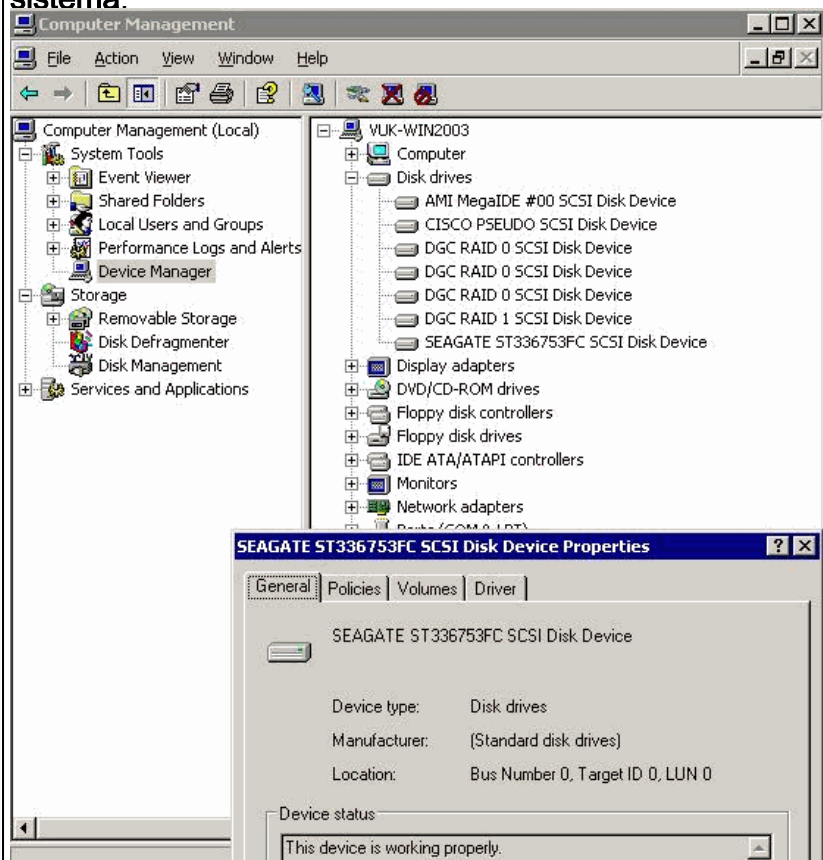 sistema.
Computer Management
File Action View Window Help
Computer Management (Local)
System Tools
Event Viewer
Shared Folders
Local Users and Groups
Performance Logs and Alerts
Device Manager
Storage
Removable Storage
Disk Defragmenter
Disk Management
Services and Applications
VUK-WIN2003
Computer
Disk drives
AMI MegaIDE #00 SCSI Disk Device
CISCO PSEUDO SCSI Disk Device
DGC RAID 0 SCSI Disk Device
DGC RAID 0 SCSI Disk Device
DGC RAID 0 SCSI Disk Device
DGC RAID 1 SCSI Disk Device
SEAGATE ST336753FC SCSI Disk Device
Display adapters
DVD/CD-ROM drives
Floppy disk controllers
Floppy disk drives
IDE ATA/ATAPI controllers
Monitors
Network adapters
Ports (COM & LPT)
SEAGATE ST336753FC SCSI Disk Device Properties
General Policies Volumes Driver
SEAGATE ST336753FC SCSI Disk Device
Device type: Disk drives
Manufacturer: (Standard disk drives)
Location: Bus Number 0, Target ID 0, LUN 0
Device status
This device is working properly.